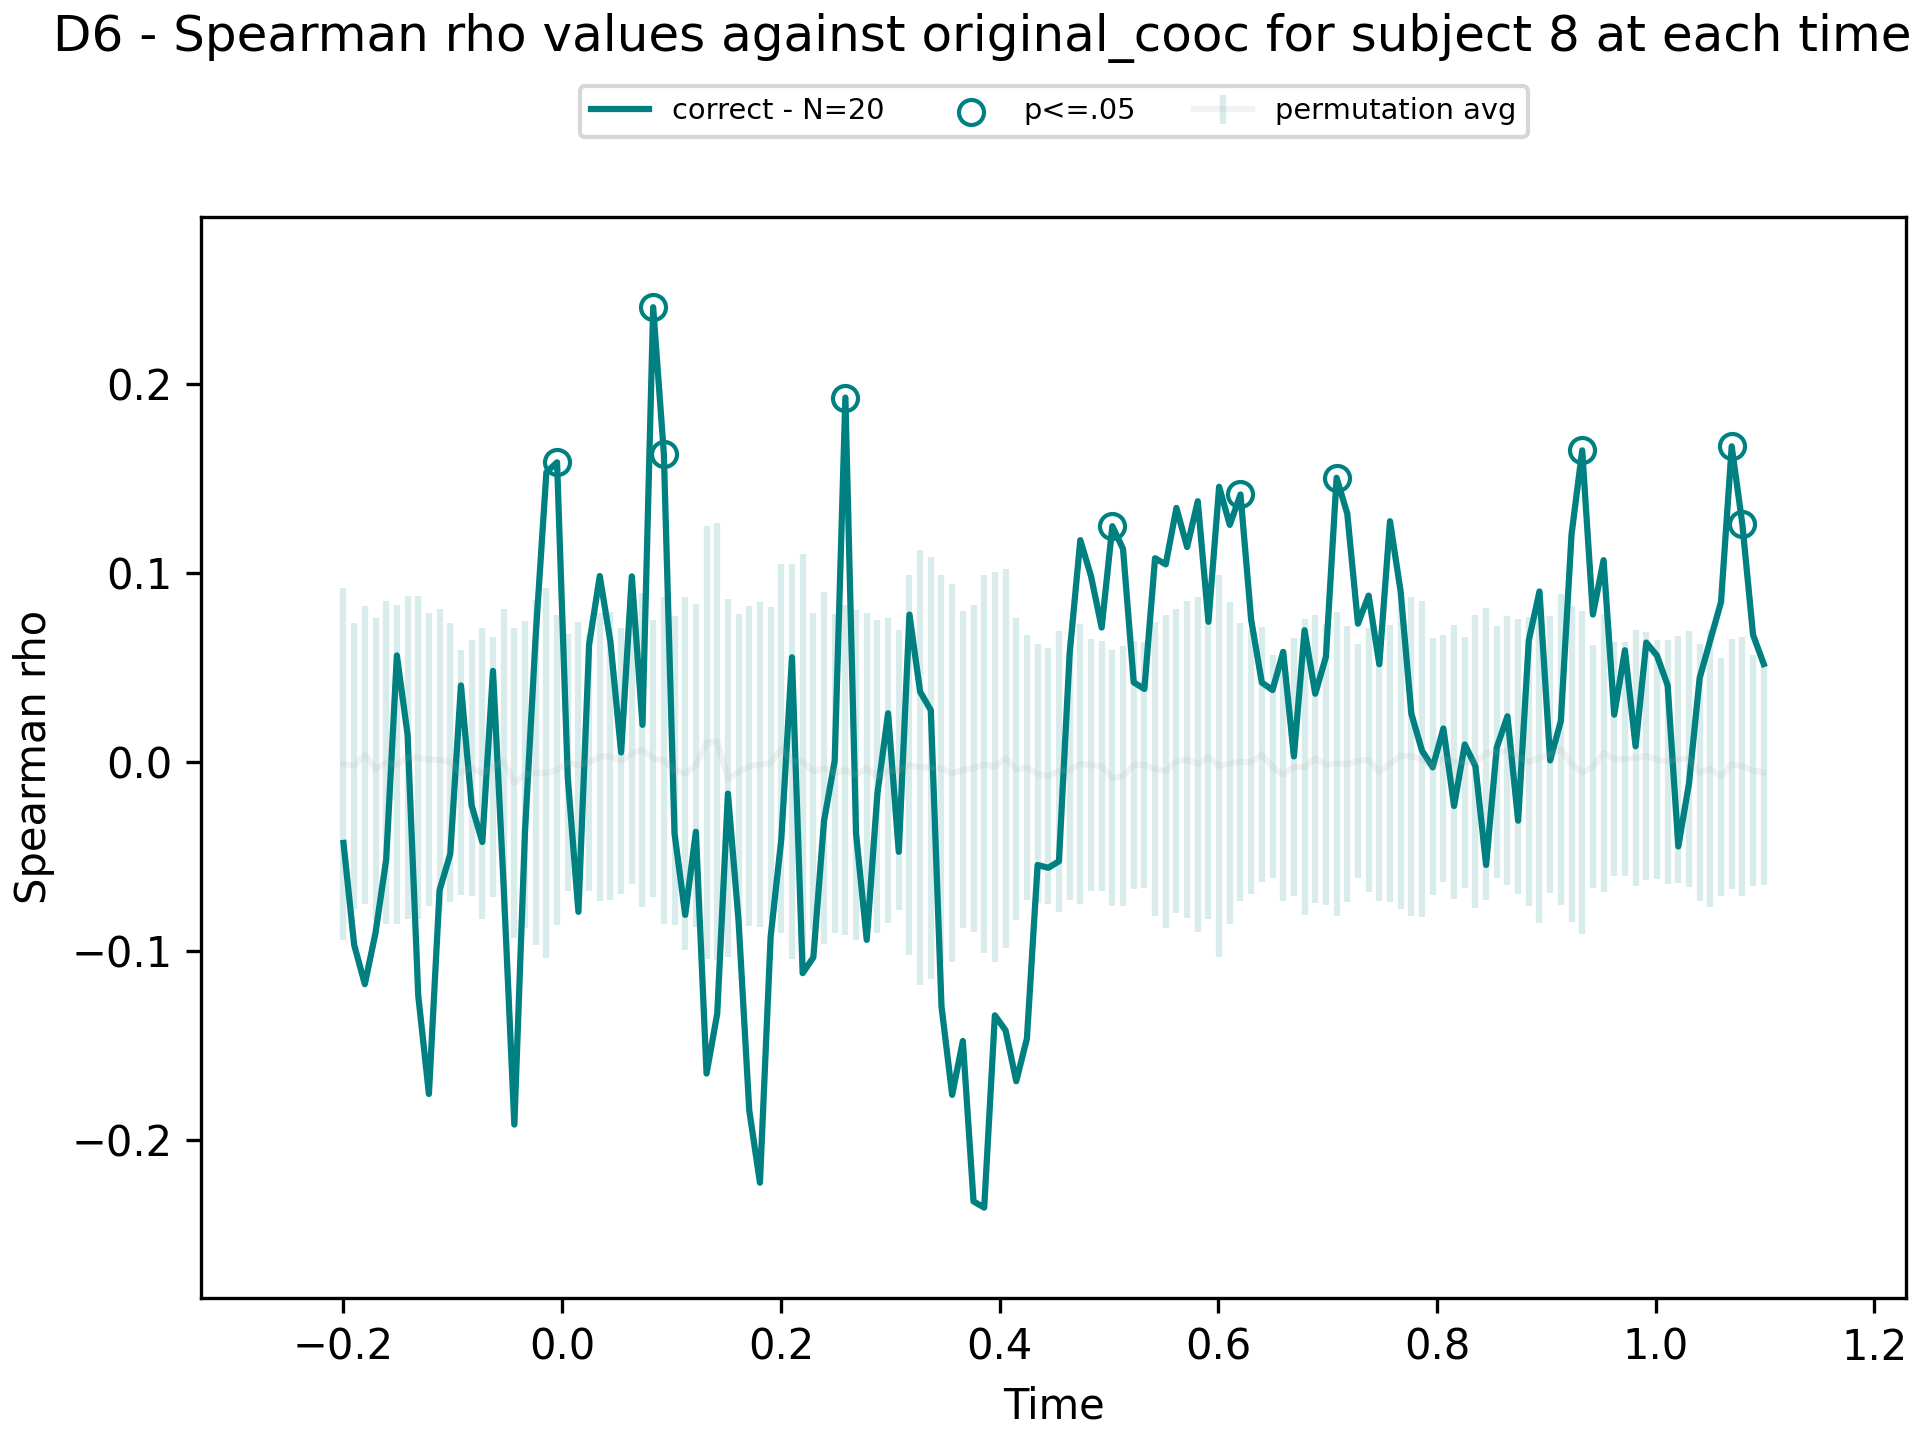 D6 - Spearman rho values against original_cooc for subject 8 at each time
correct - N=20 p<=.05 permutation avg
Spearman rho
0.2
0.1
0.0
−0.1
−0.2
−0.2 0.0 0.2 0.4 0.6 0.8 1.0 1.2
Time